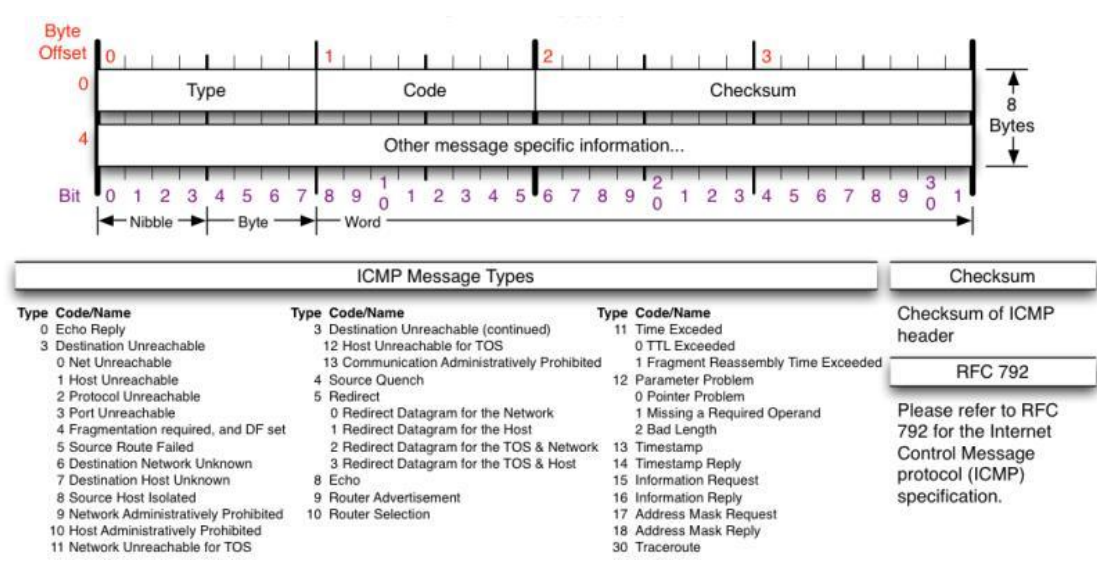 Byte
Offset
0 1 2 3
0 Type Code Checksum
8
Bytes
4 Other message specific information...
Bit 0 1 2 3 4 5 6 7 8 9 10 1 2 3 4 5 6 7 8 9 20 1 2 3 4 5 6 7 8 9 30 1
Nibble Byte Word
ICMP Message Types
Type Code/Name
0 Echo Reply
3 Destination Unreachable
0 Net Unreachable
1 Host Unreachable
2 Protocol Unreachable
3 Port Unreachable
4 Fragmentation required, and DF set
5 Source Route Failed
6 Destination Network Unknown
7 Destination Host Unknown
8 Source Host Isolated
9 Network Administratively Prohibited
10 Host Administratively Prohibited
11 Network Unreachable for TOS
Type Code/Name
3 Destination Unreachable (continued)
12 Host Unreachable for TOS
13 Communication Administratively Prohibited
4 Source Quench
5 Redirect
0 Redirect Datagram for the Network
1 Redirect Datagram for the Host
2 Redirect Datagram for the TOS & Network
3 Redirect Datagram for the TOS & Host
8 Echo
9 Router Advertisement
10 Router Selection
Type Code/Name
11 Time Exceded
0 TTL Exceeded
1 Fragment Reassembly Time Exceeded
12 Parameter Problem
0 Pointer Problem
1 Missing a Required Operand
2 Bad Length
13 Timestamp
14 Timestamp Reply
15 Information Request
16 Information Reply
17 Address Mask Request
18 Address Mask Reply
30 Traceroute
Checksum
Checksum of ICMP
header
RFC 792
Please refer to RFC
792 for the Internet
Control Message
protocol (ICMP)
specification.